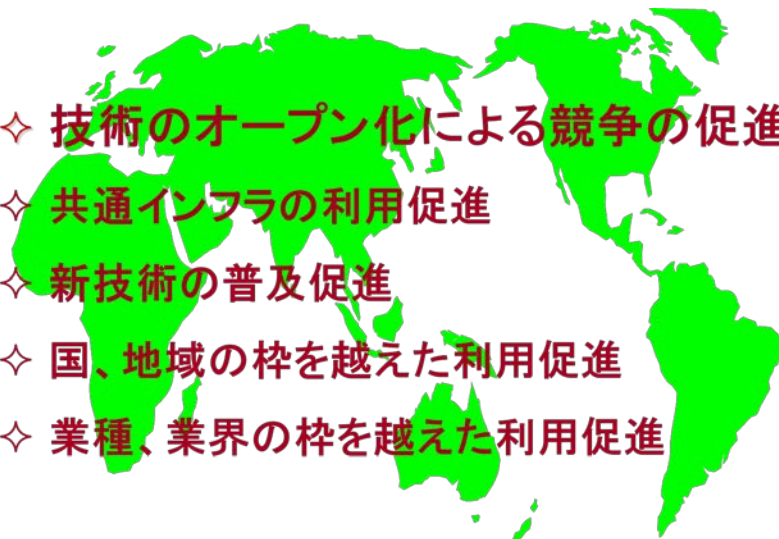 ✧ 技術のオープン化による競争の促進
✧ 共通インフラの利用促進
✧ 新技術の普及促進
✧ 国、地域の枠を越えた利用促進
✧ 業種、業界の枠を越えた利用促進